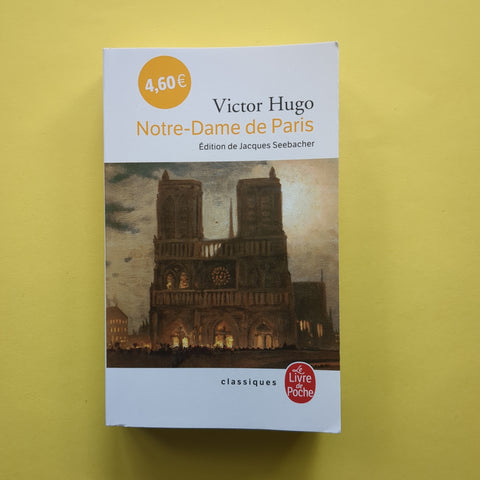 4,60€
Victor Hugo
Notre-Dame de Paris
Édition de Jacques Seebacher
classiques
Le
Livre
de
Poche